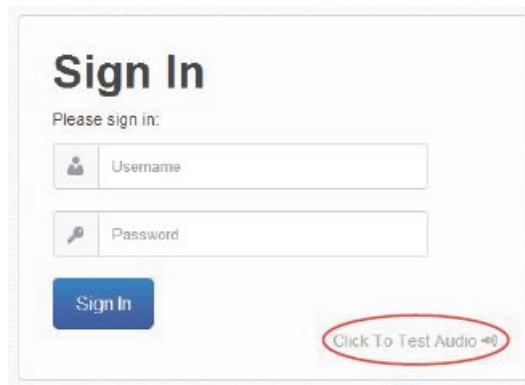 Sign In
Please sign in:
Username
Password
Sign In
Click To Test Audio